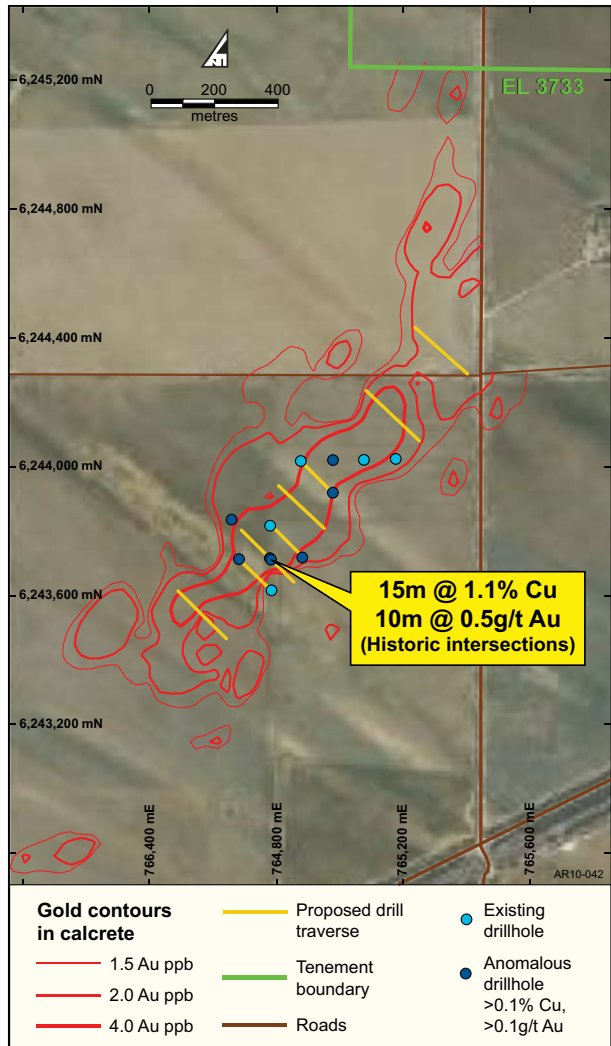 6,245,200 mN
EL 3733
0 200 400
metres
6,244,800 mN
6,244,400 mN
6,244,000 mN
15m @ 1.1% Cu
10m @ 0.5g/t Au
(Historic intersections)
6,243,600 mN
6,243,200 mN
766,400 mE
764,800 mE
765,200 mE
765,600 mE
AR10-042
Gold contours
in calcrete
1.5 Au ppb
2.0 Au ppb
4.0 Au ppb
Proposed drill
traverse
Tenement
boundary
Roads
Existing
drillhole
Anomalous
drillhole
>0.1% Cu,
>0.1g/t Au